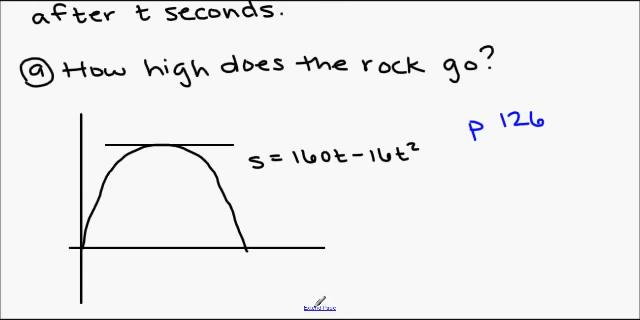 after t seconds.
ⓐ How high does the rock go?
p 126
s = 160t - 16t²